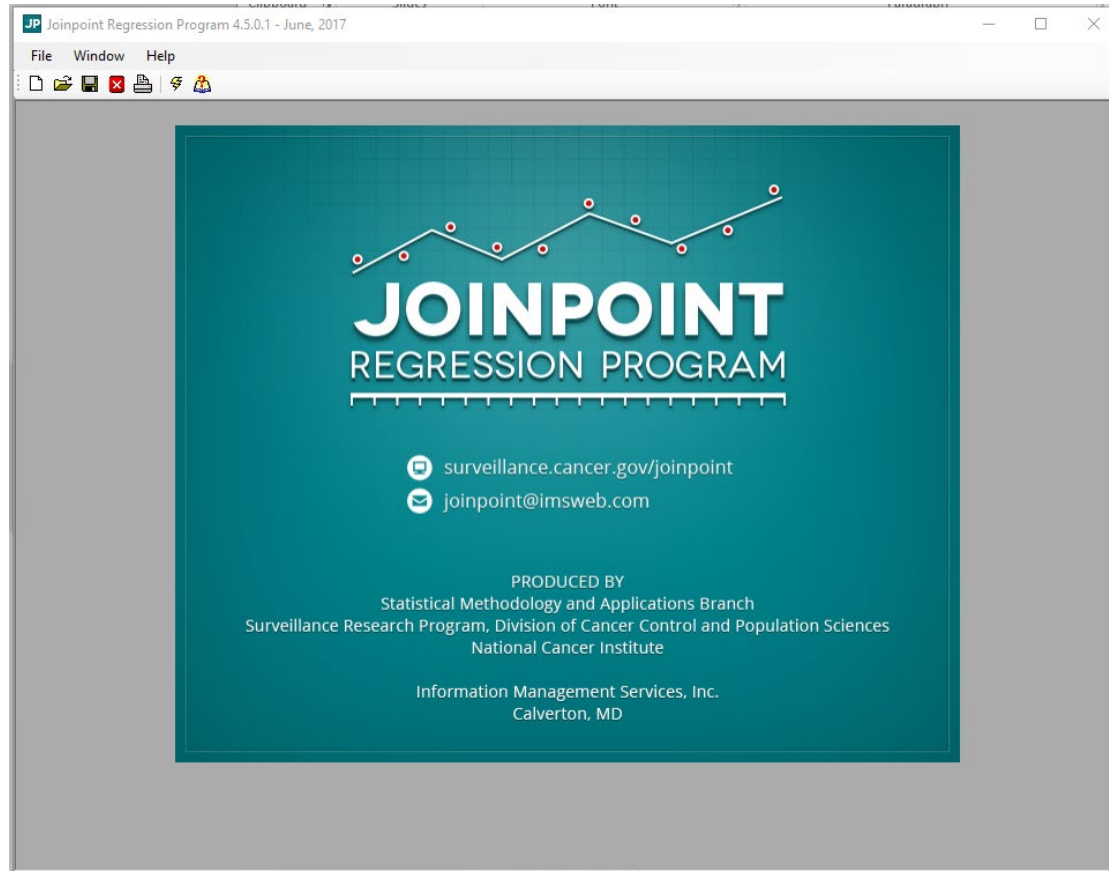 JP Joinpoint Regression Program 4.5.0.1 - June, 2017
File Window Help
JOINPOINT
REGRESSION PROGRAM
surveillance.cancer.gov/joinpoint
joinpoint@imsweb.com
PRODUCED BY
Statistical Methodology and Applications Branch
Surveillance Research Program, Division of Cancer Control and Population Sciences
National Cancer Institute
Information Management Services, Inc.
Calverton, MD